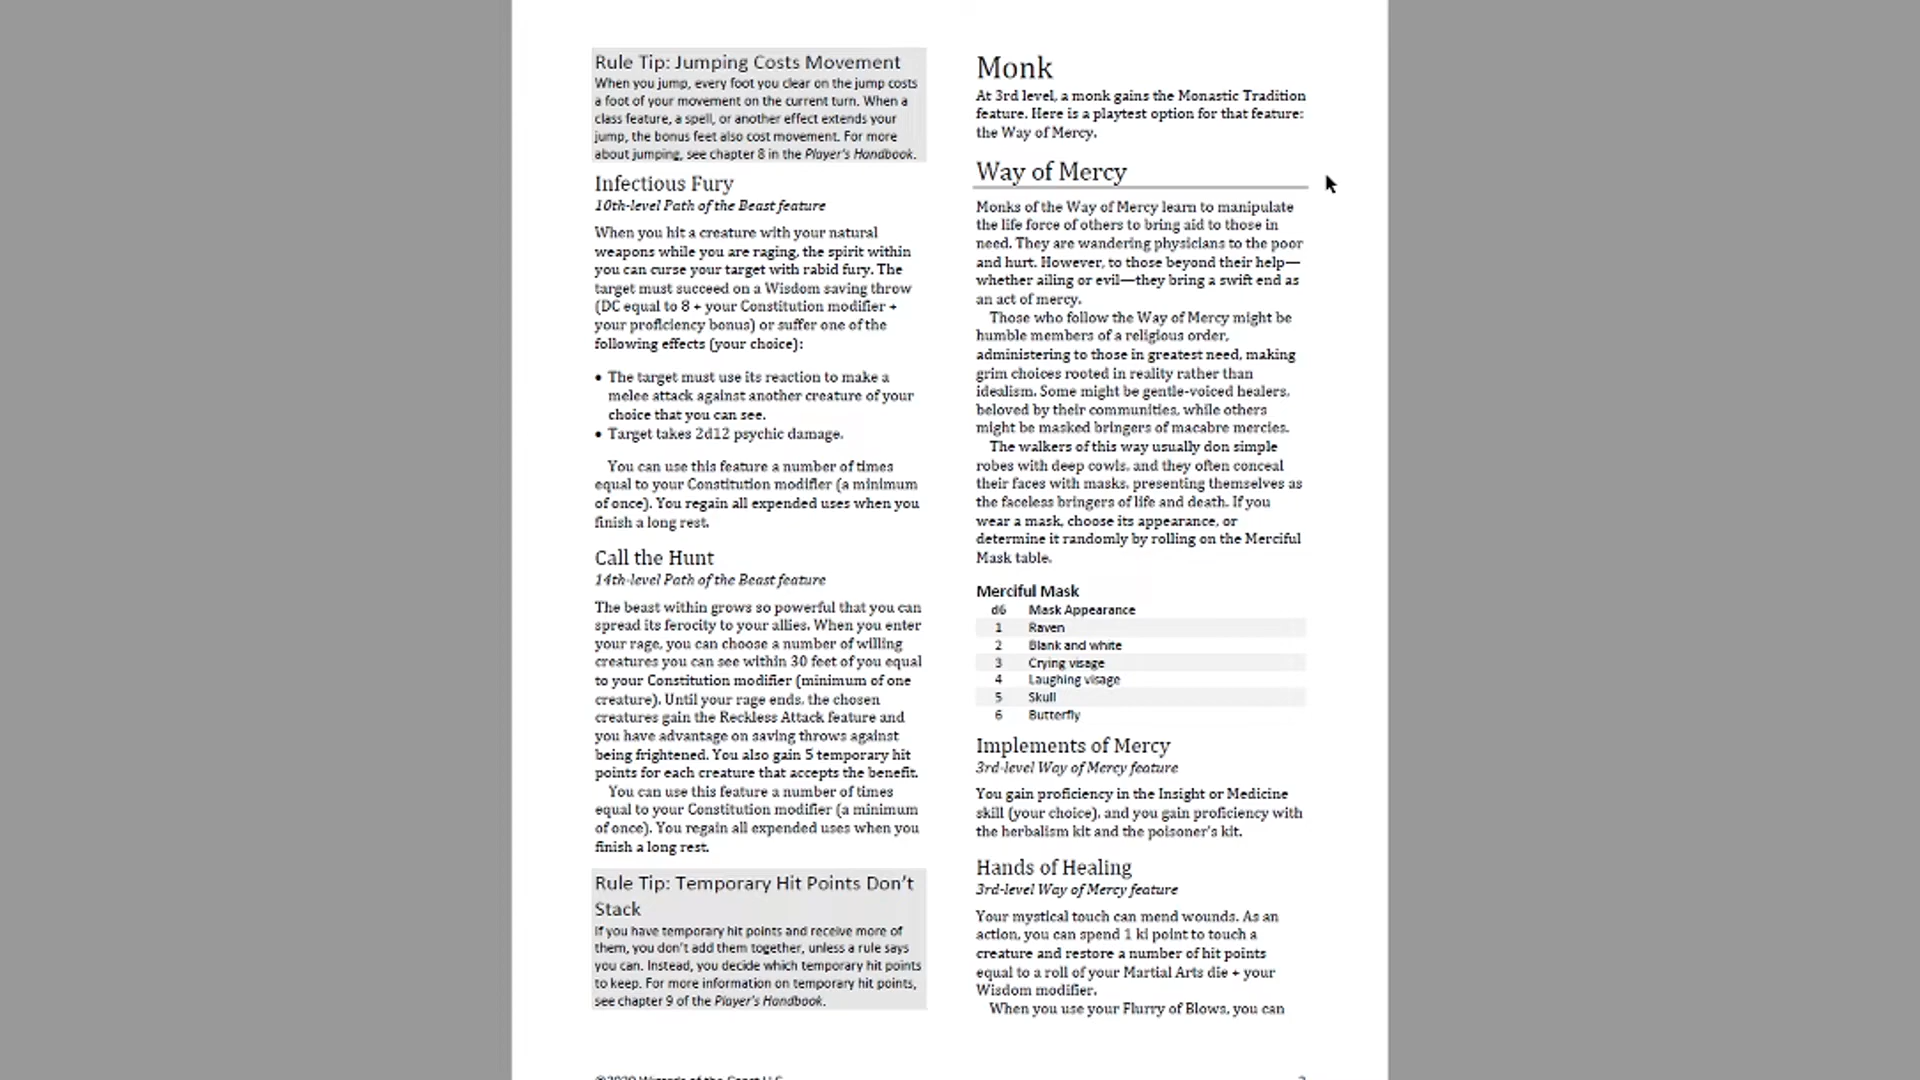 Rule Tip: Jumping Costs Movement
When you jump, every foot you clear on the jump costs
a foot of your movement on the current turn. When a
class feature, a spell, or another effect extends your
jump, the bonus feet also cost movement. For more
about jumping, see chapter 8 in the Player's Handbook.
Infectious Fury
10th-level Path of the Beast feature
When you hit a creature with your natural
weapons while you are raging, the spirit within
you can curse your target with rabid fury. The
target must succeed on a Wisdom saving throw
(DC equal to 8 + your Constitution modifier +
your proficiency bonus) or suffer one of the
following effects (your choice):
• The target must use its reaction to make a
melee attack against another creature of your
choice that you can see.
• Target takes 2d12 psychic damage.
You can use this feature a number of times
equal to your Constitution modifier (a minimum
of once). You regain all expended uses when you
finish a long rest.
Call the Hunt
14th-level Path of the Beast feature
The beast within grows so powerful that you can
spread its ferocity to your allies. When you enter
your rage, you can choose a number of willing
creatures you can see within 30 feet of you equal
to your Constitution modifier (minimum of one
creature). Until your rage ends, the chosen
creatures gain the Reckless Attack feature and
you have advantage on saving throws against
being frightened. You also gain 5 temporary hit
points for each creature that accepts the benefit.
You can use this feature a number of times
equal to your Constitution modifier (a minimum
of once). You regain all expended uses when you
finish a long rest.
Rule Tip: Temporary Hit Points Don't
Stack
If you have temporary hit points and receive more of
them, you don't add them together, unless a rule says
you can. Instead, you decide which temporary hit points
to keep. For more information on temporary hit points,
see chapter 9 of the Player's Handbook.
Monk
At 3rd level, a monk gains the Monastic Tradition
feature. Here is a playtest option for that feature:
the Way of Mercy.
Way of Mercy
Monks of the Way of Mercy learn to manipulate
the life force of others to bring aid to those in
need. They are wandering physicians to the poor
and hurt. However, to those beyond their help—
whether ailing or evil—they bring a swift end as
an act of mercy.
Those who follow the Way of Mercy might be
humble members of a religious order,
administering to those in greatest need, making
grim choices rooted in reality rather than
idealism. Some might be gentle-voiced healers,
beloved by their communities, while others
might be masked bringers of macabre mercies.
The walkers of this way usually don simple
robes with deep cowls, and they often conceal
their faces with masks, presenting themselves as
the faceless bringers of life and death. If you
wear a mask, choose its appearance, or
determine it randomly by rolling on the Merciful
Mask table.
Merciful Mask
d6 Mask Appearance
1 Raven
2 Blank and white
3 Crying visage
4 Laughing visage
5 Skull
6 Butterfly
Implements of Mercy
3rd-level Way of Mercy feature
You gain proficiency in the Insight or Medicine
skill (your choice), and you gain proficiency with
the herbalism kit and the poisoner's kit.
Hands of Healing
3rd-level Way of Mercy feature
Your mystical touch can mend wounds. As an
action, you can spend 1 ki point to touch a
creature and restore a number of hit points
equal to a roll of your Martial Arts die + your
Wisdom modifier.
When you use your Flurry of Blows, you can